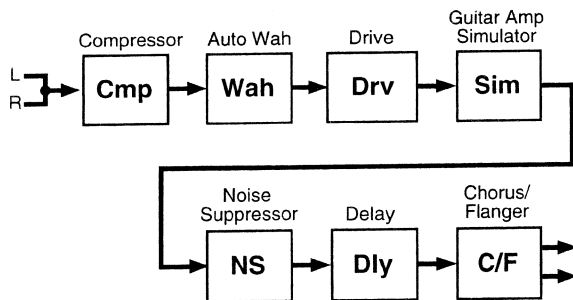 Compressor
Auto Wah
Drive
Guitar Amp
Simulator
L
R
Cmp
Wah
Drv
Sim
Noise
Suppressor
Delay
Chorus/
Flanger
NS
Dly
C/F